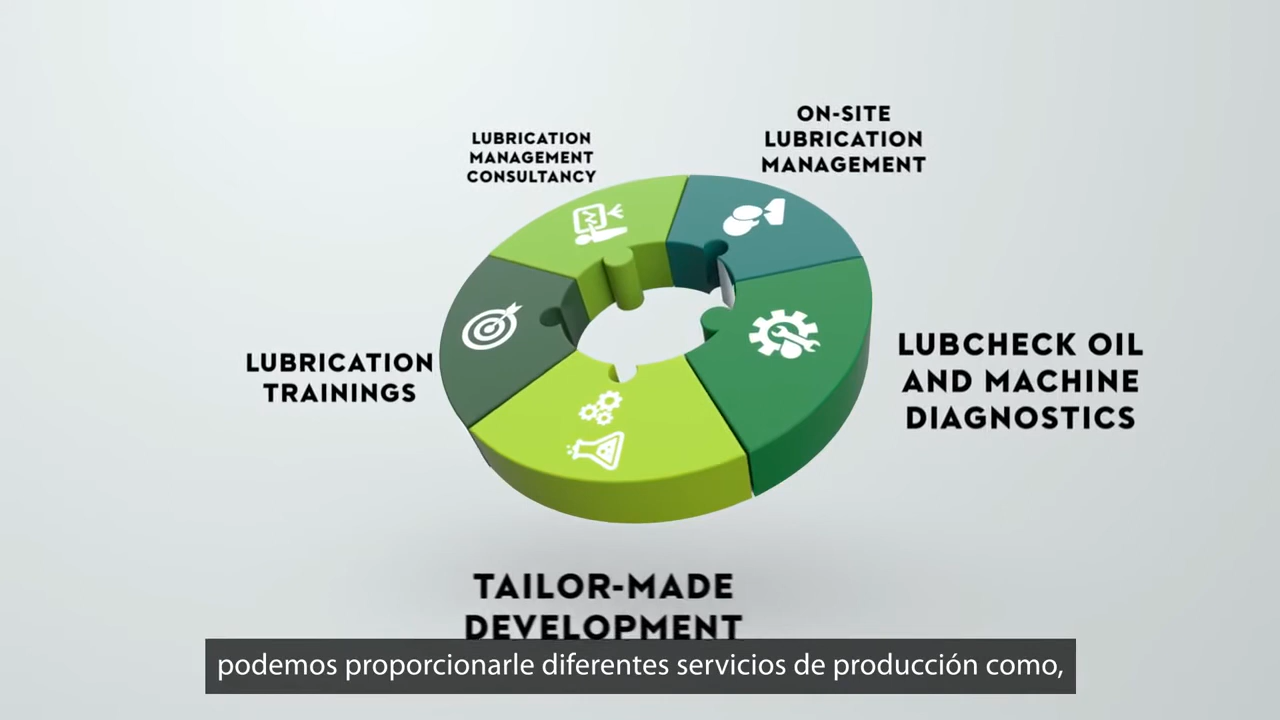 ON-SITE
LUBRICATION
MANAGEMENT
LUBRICATION
MANAGEMENT
CONSULTANCY
LUBCHECK OIL
AND MACHINE
DIAGNOSTICS
LUBRICATION
TRAININGS
TAILOR-MADE
DEVELOPMENT
podemos proporcionarle diferentes servicios de producción como,